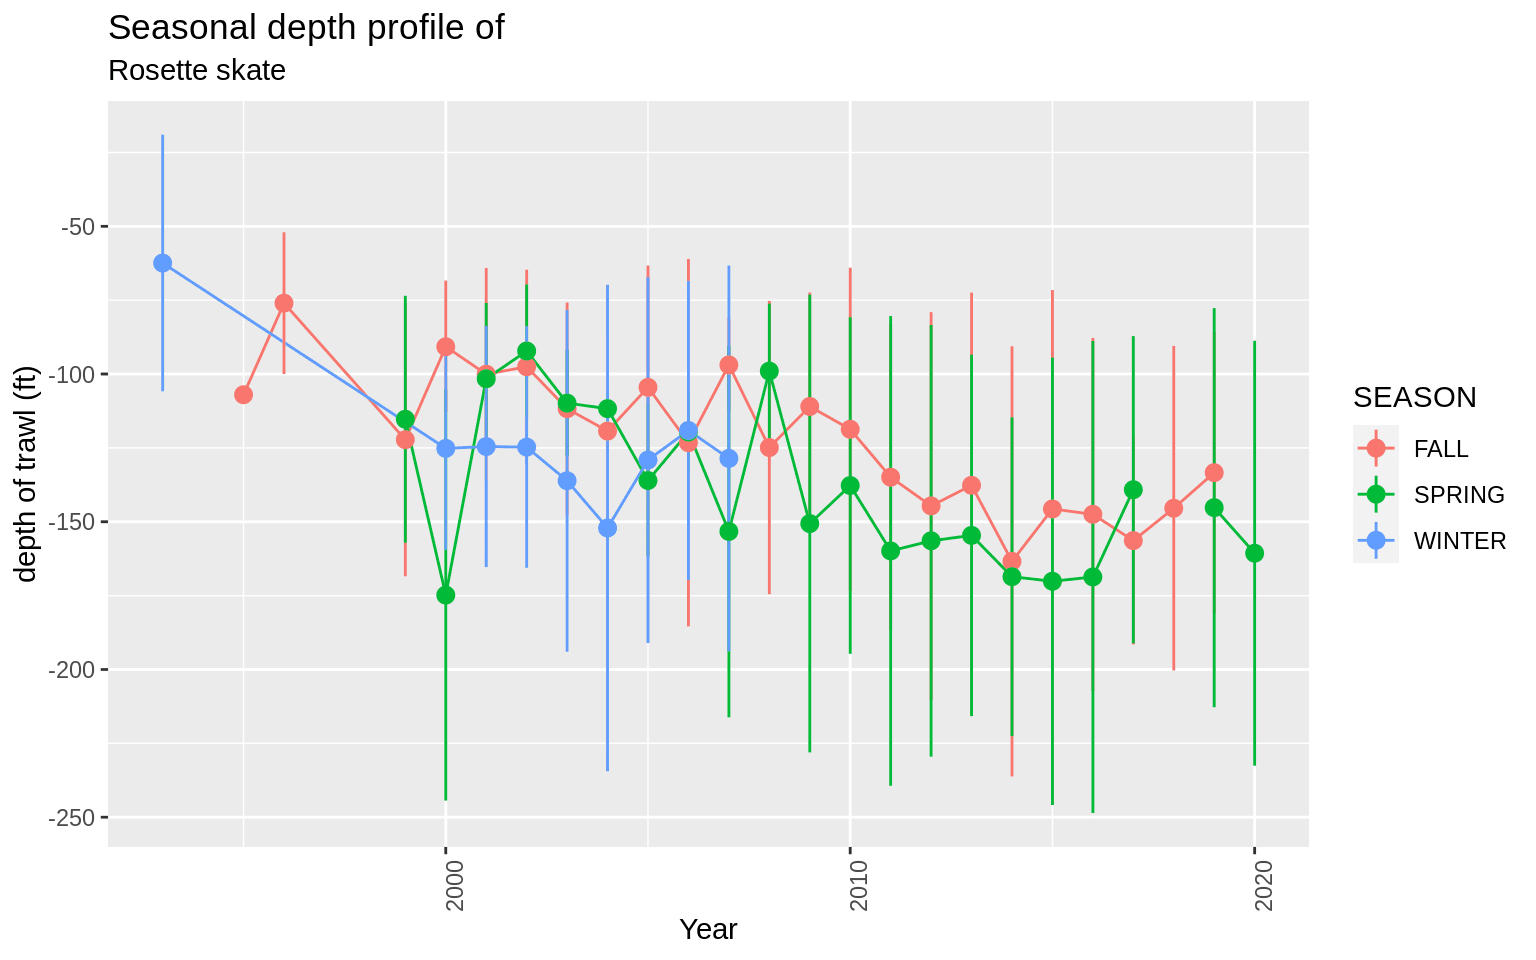 Seasonal depth profile of
Rosette skate
depth of trawl (ft)
-50
-100
-150
-200
-250
2000
2010
2020
Year
SEASON
FALL
SPRING
WINTER